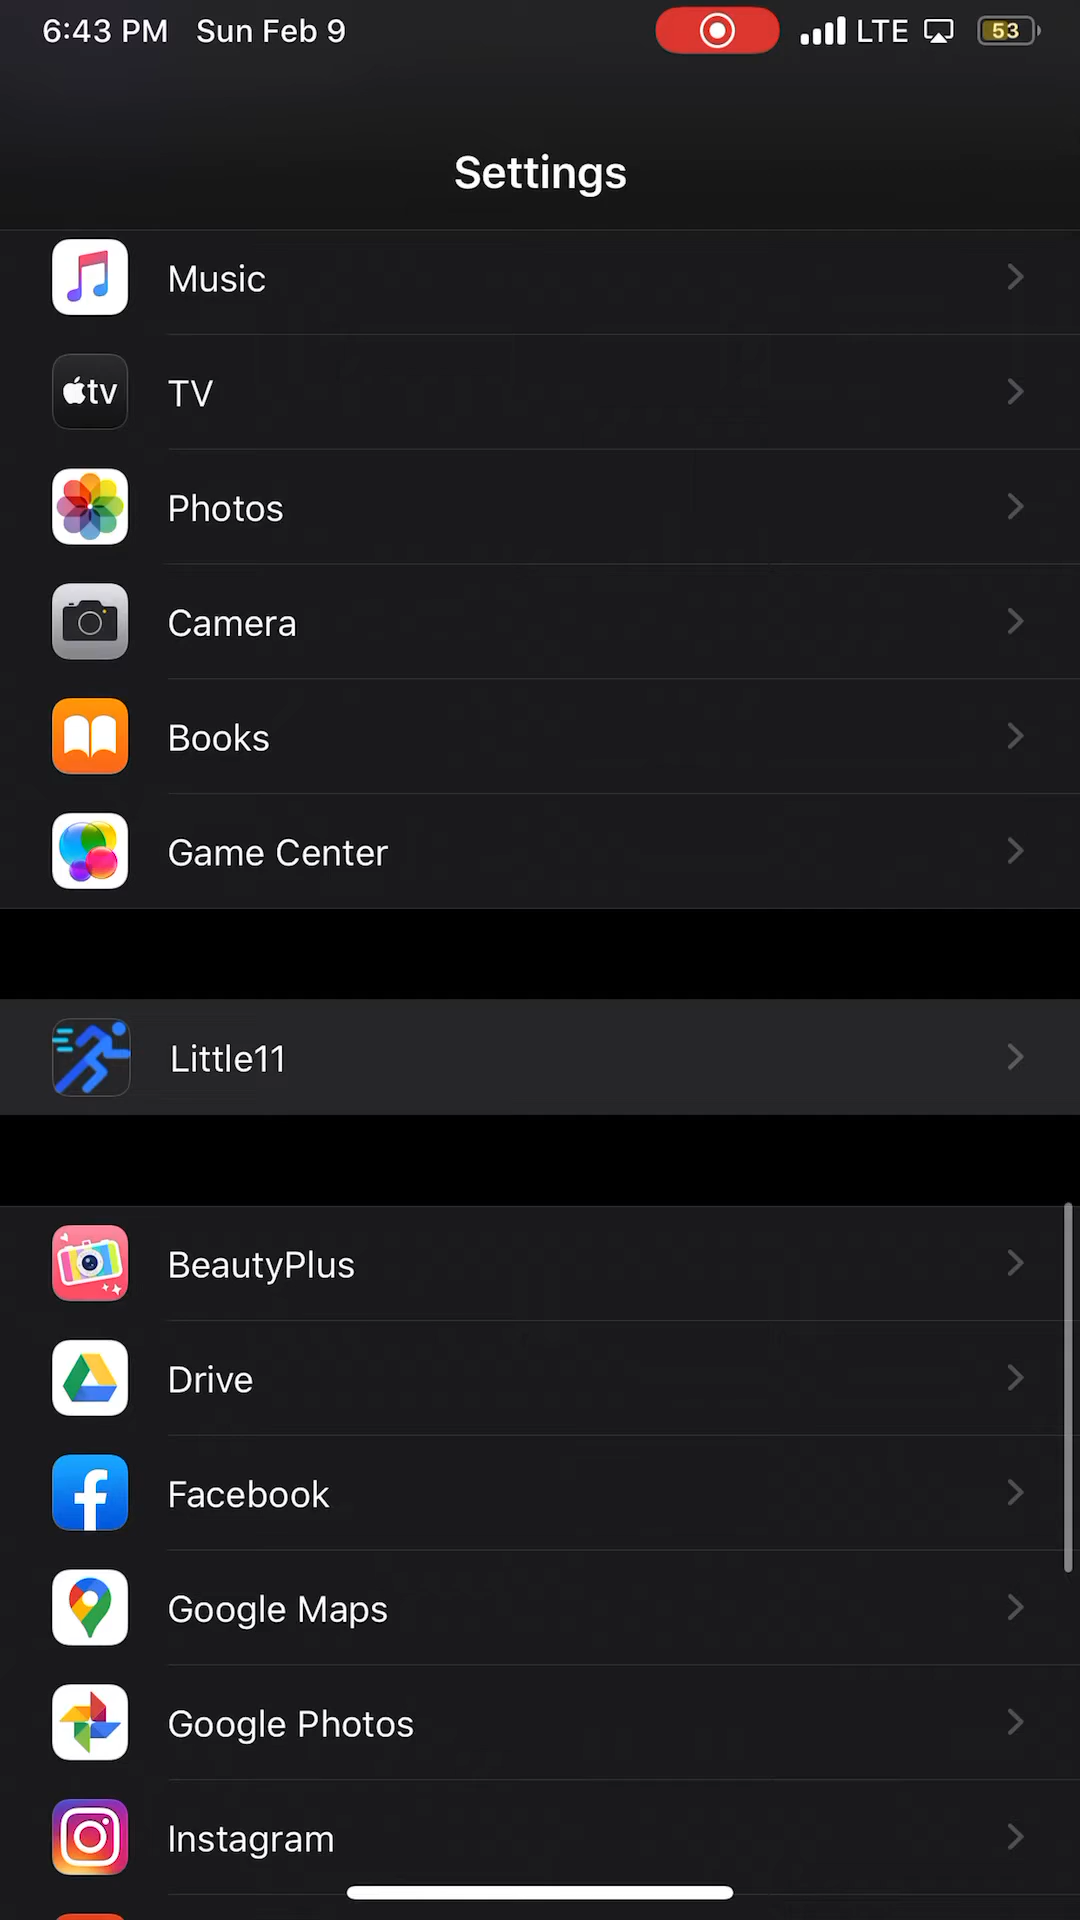 6:43 PM Sun Feb 9 LTE 53
Settings
Music
tv TV
Photos
Camera
Books
Game Center
Little11
BeautyPlus
Drive
Facebook
Google Maps
Google Photos
Instagram